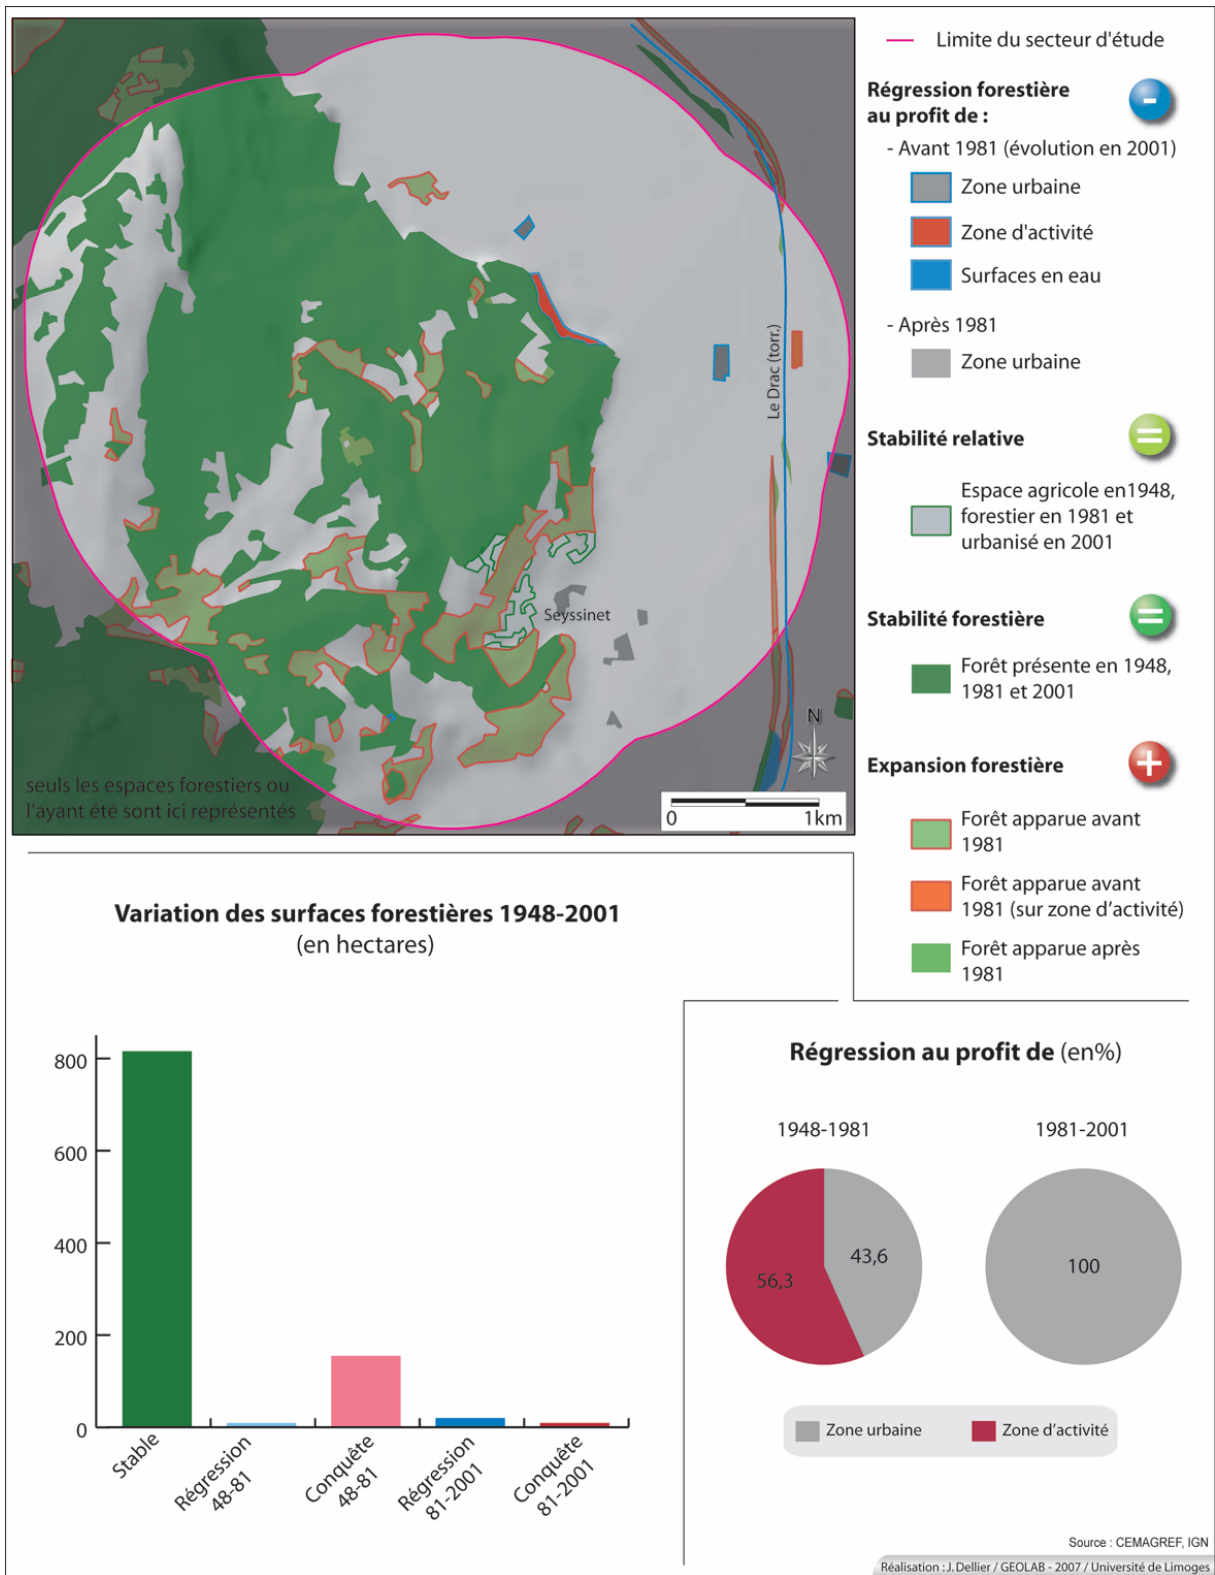 Limite du secteur d'étude
Régression forestière
au profit de :
-
- Avant 1981 (évolution en 2001)
Zone urbaine
Zone d'activité
Surfaces en eau
- Après 1981
Zone urbaine
Stabilité relative
=
Espace agricole en1948,
forestier en 1981 et
urbanisé en 2001
Stabilité forestière
=
Forêt présente en 1948,
1981 et 2001
Expansion forestière
+
Forêt apparue avant
1981
Forêt apparue avant
1981 (sur zone d'activité)
Forêt apparue après
1981
Le Drac (torr.)
Seyssinet
N
seuls les espaces forestiers ou
l'ayant été sont ici représentés
0 1km
Variation des surfaces forestières 1948-2001
(en hectares)
800
600
400
200
0
Stable
Régression
48-81
Conquête
48-81
Régression
81-2001
Conquête
81-2001
Régression au profit de (en%)
1948-1981
1981-2001
43,6
56,3
100
Zone urbaine
Zone d'activité
Source : CEMAGREF, IGN
Réalisation : J. Dellier / GEOLAB - 2007 / Université de Limoges